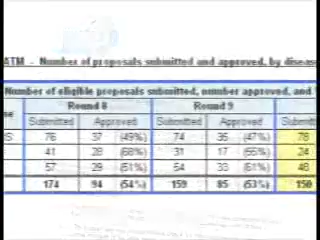 ATM - Number of proposals submitted and approved, by diseas
Number of eligible proposals submitted, number approved, and
Round 8 Round 9
Submitted Approved Submitted Approved Submitt
76 37 (49%) 74 35 (47%) 78
41 28 (68%) 31 17 (55%) 24
57 29 (51%) 54 33 (61%) 48
174 94 (54%) 159 85 (53%) 150